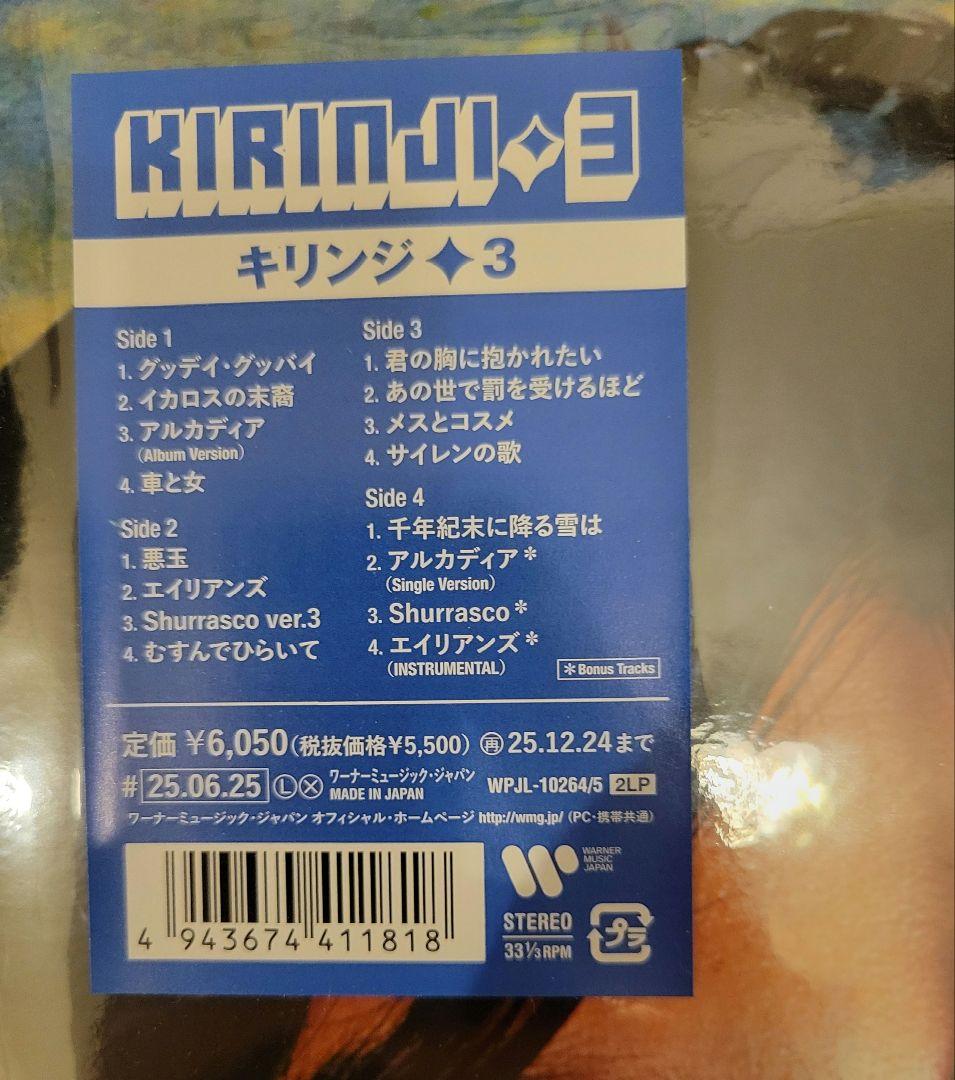 KIRINJI✦3
キリンジ✦3
Side 1
1. グッデイ・グッバイ
2. イカロスの末裔
3. アルカディア
(Album Version)
4. 車と女
Side 2
1. 悪玉
2. エイリアンズ
3. Shurrasco ver.3
4. むすんでひらいて
Side 3
1. 君の胸に抱かれたい
2. あの世で罰を受けるほど
3. メスとコスメ
4. サイレンの歌
Side 4
1. 千年紀末に降る雪は
2. アルカディア*
(Single Version)
3. Shurrasco*
4. エイリアンズ*
(INSTRUMENTAL)
*Bonus Tracks
定価 ¥6,050(税抜価格¥5,500) ㊢25.12.24まで
#25.06.25 Ⓛ Ⓧ ワーナーミュージック・ジャパン
MADE IN JAPAN
WPJL-10264/5 2LP
ワーナーミュージック・ジャパン オフィシャル・ホームページ http://wmg.jp/ (PC・携帯共通)
4 943674 411818
WARNER
MUSIC
JAPAN
STEREO
33⅓RPM
プラ